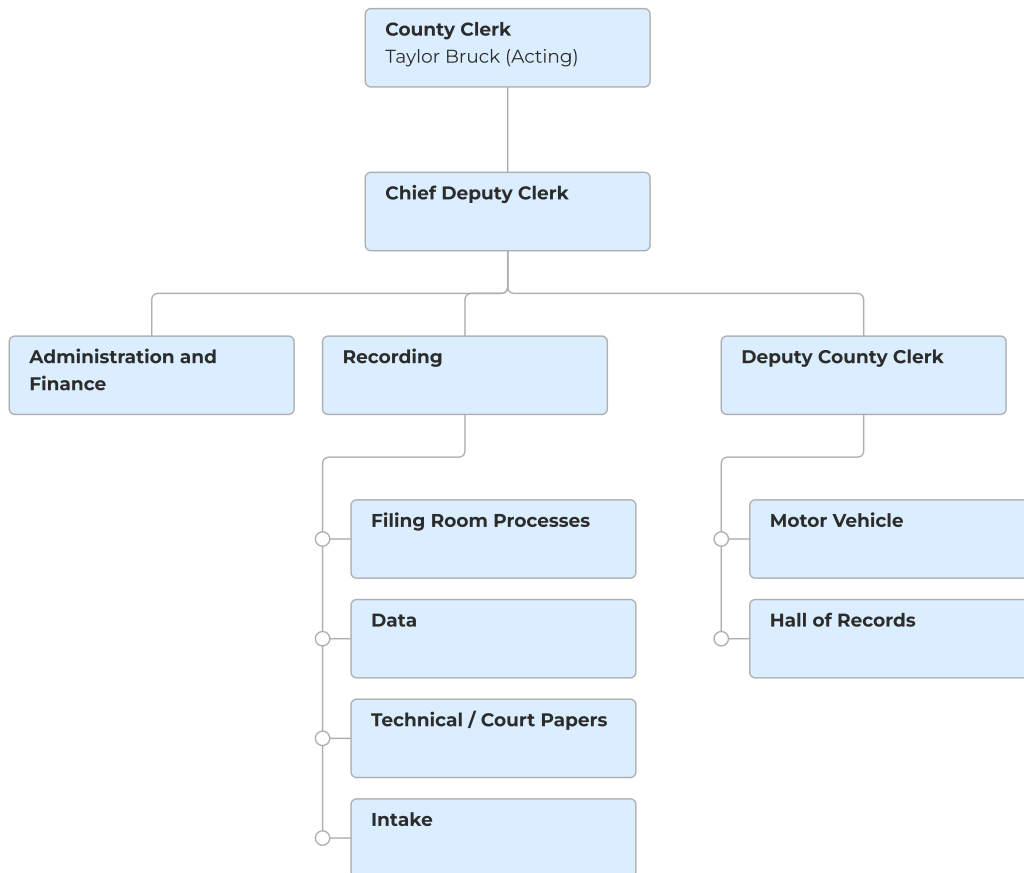 County Clerk
Taylor Bruck (Acting)
Chief Deputy Clerk
Administration and
Finance
Recording
Deputy County Clerk
Filing Room Processes
Motor Vehicle
Data
Hall of Records
Technical / Court Papers
Intake